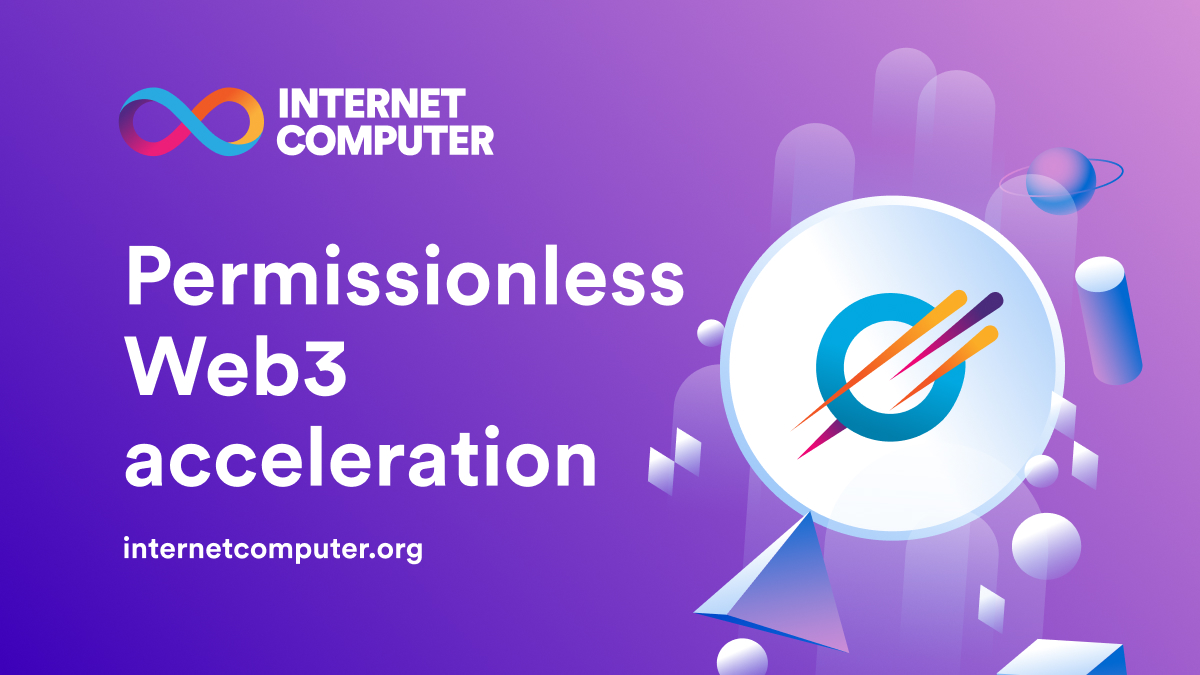 INTERNET
COMPUTER
Permissionless
Web3
acceleration
internetcomputer.org